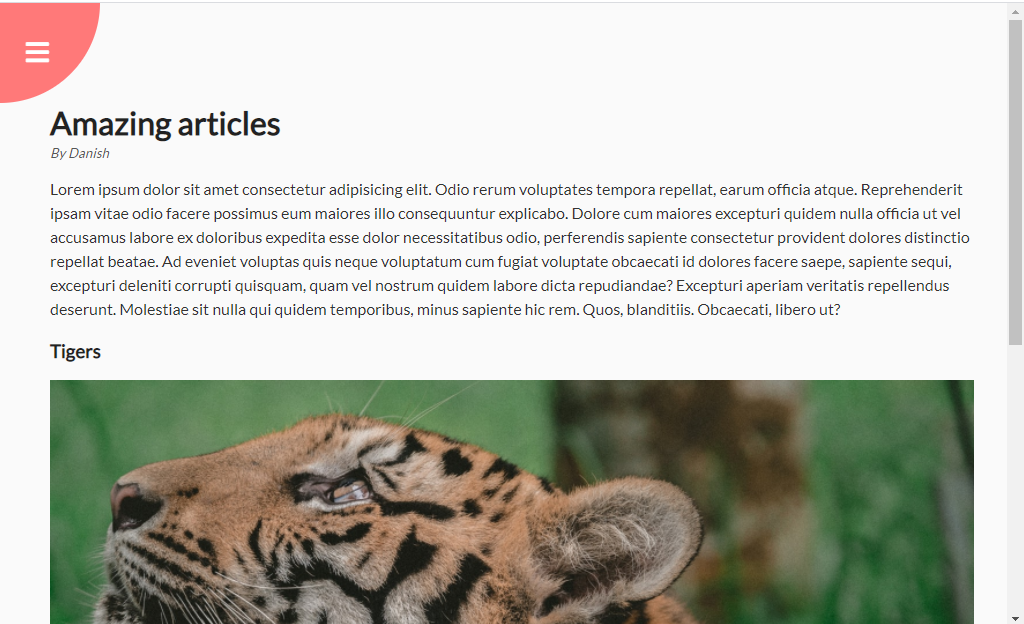 Amazing articles
By Danish
Lorem ipsum dolor sit amet consectetur adipisicing elit. Odio rerum voluptates tempora repellat, earum officia atque. Reprehenderit
ipsam vitae odio facere possimus eum maiores illo consequuntur explicabo. Dolore cum maiores excepturi quidem nulla officia ut vel
accusamus labore ex doloribus expedita esse dolor necessitatibus odio, perferendis sapiente consectetur provident dolores distinctio
repellat beatae. Ad eveniet voluptas quis neque voluptatum cum fugiat voluptate obcaecati id dolores facere saepe, sapiente sequi,
excepturi deleniti corrupti quisquam, quam vel nostrum quidem labore dicta repudiandae? Excepturi aperiam veritatis repellendus
deserunt. Molestiae sit nulla qui quidem temporibus, minus sapiente hic rem. Quos, blanditiis. Obcaecati, libero ut?
Tigers